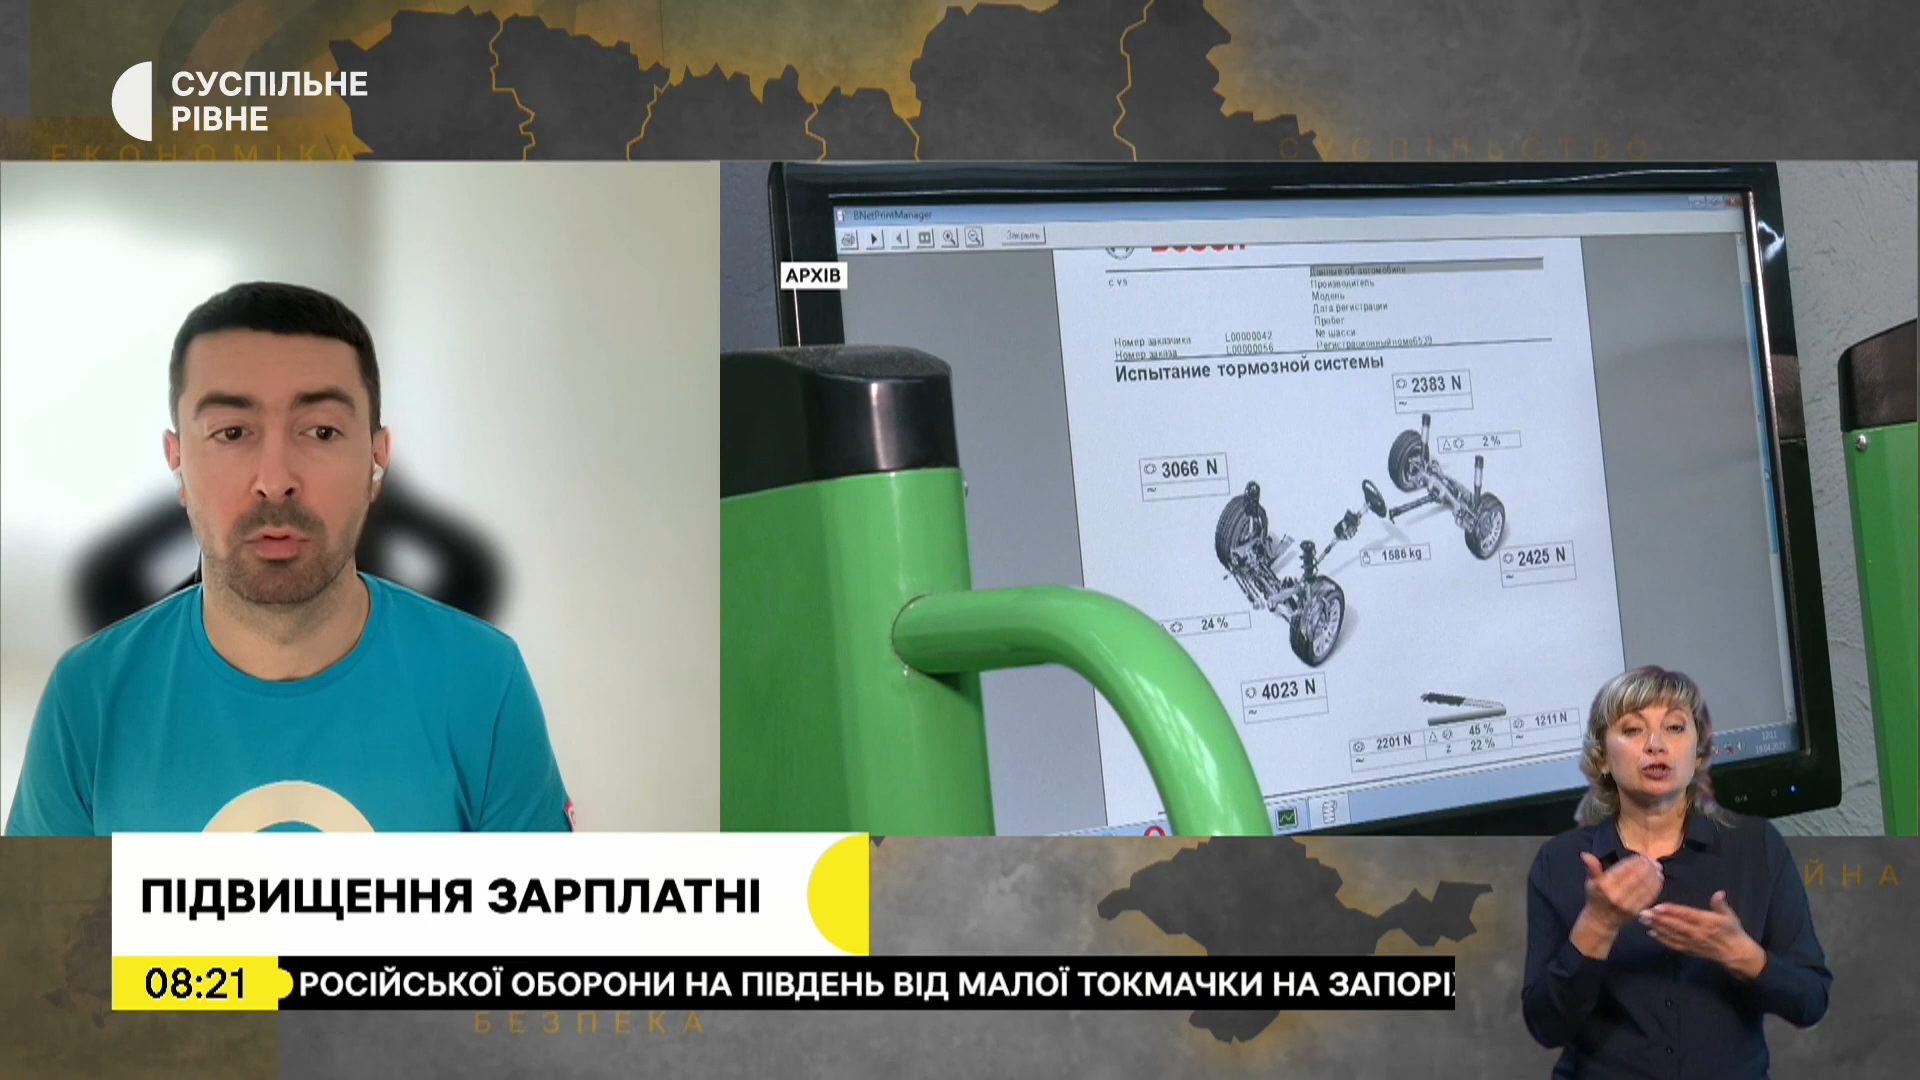 СУСПІЛЬНЕ
РІВНЕ
ЕКОНОМІКА
СУСПІЛЬСТВО
BNetPrintManager
Закрыть
АРХІВ
C V9
Данные об автомобиле
Производитель
Модель
Дата регистрации
Пробег
№ шасси
Номер заказчика L00000042
Номер заказа L00000056
Испытание тормозной системы
2383 N
2 %
3066 N
1586 kg
2425 N
24 %
4023 N
2201 N
45 %
1211 N
z 22 %
ПІДВИЩЕННЯ ЗАРПЛАТНІ
ЙНА
08:21
РОСІЙСЬКОЇ ОБОРОНИ НА ПІВДЕНЬ ВІД МАЛОЇ ТОКМАЧКИ НА ЗАПОРІ
БЕЗПЕКА